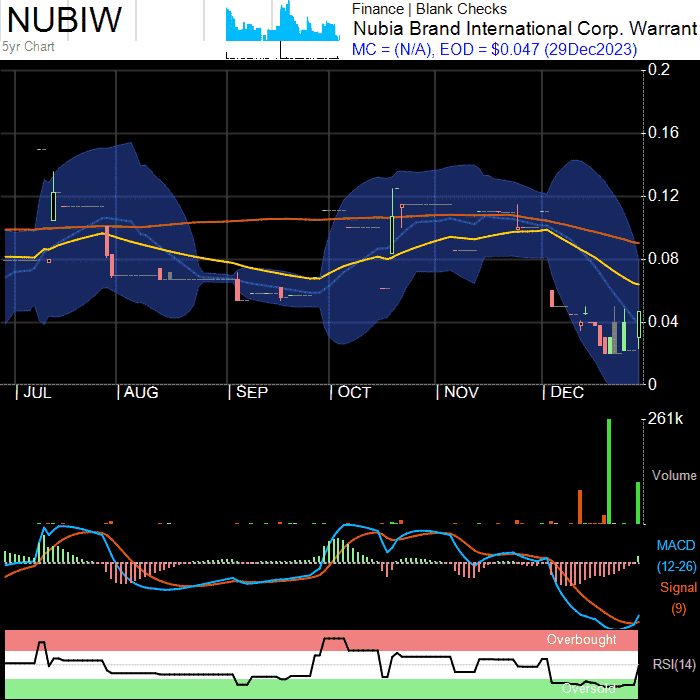 NUBIW
5yr Chart
Finance | Blank Checks
Nubia Brand International Corp. Warrant
MC = (N/A), EOD = $0.047 (29Dec2023)
0.2
0.16
0.12
0.08
0.04
0
JUL AUG SEP OCT NOV DEC
261k
Volume
MACD
(12-26)
Signal
(9)
Overbought
RSI(14)
Oversold